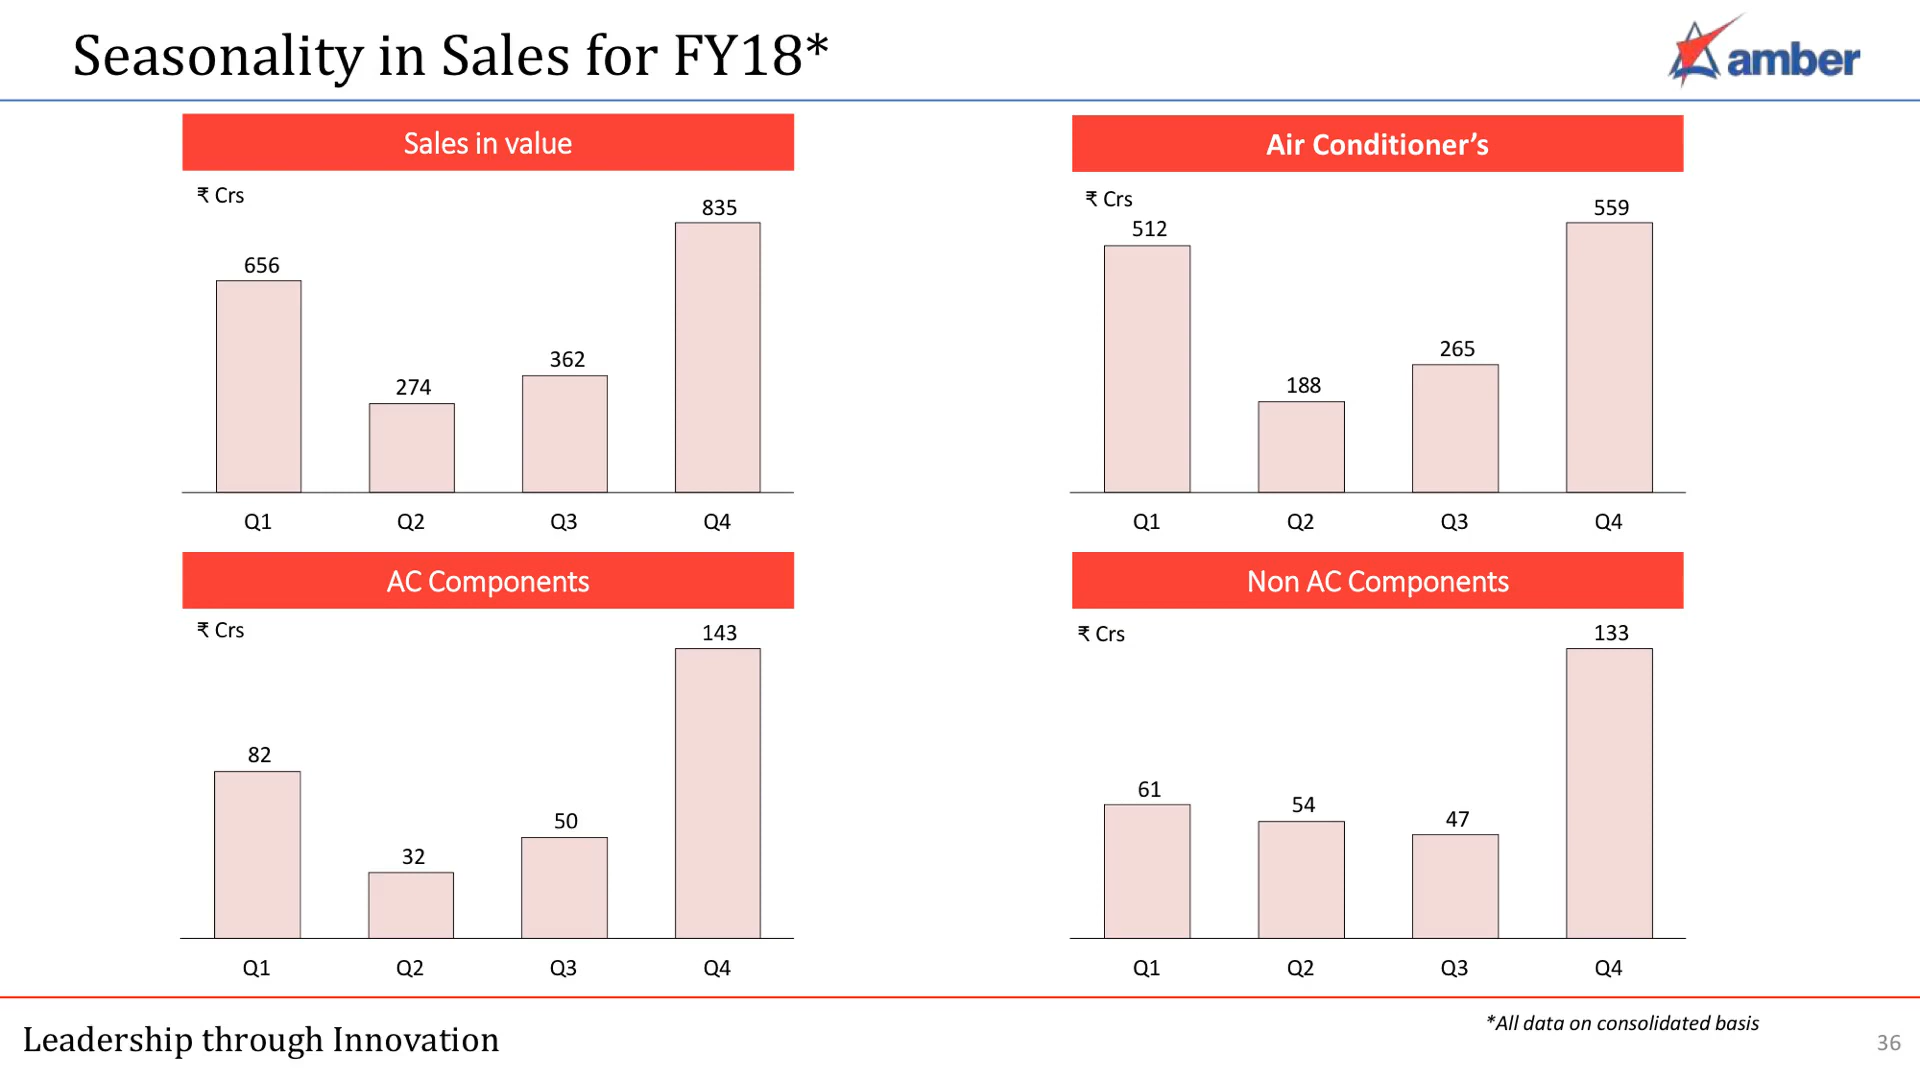 Seasonality in Sales for FY18*
amber
Sales in value
₹ Crs
656
274
362
835
Q1 Q2 Q3 Q4
Air Conditioner’s
₹ Crs
512
188
265
559
Q1 Q2 Q3 Q4
AC Components
₹ Crs
82
32
50
143
Q1 Q2 Q3 Q4
Non AC Components
₹ Crs
61
54
47
133
Q1 Q2 Q3 Q4
*All data on consolidated basis
Leadership through Innovation
36